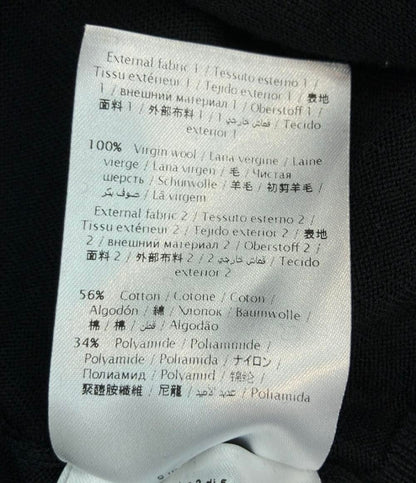 External fabric 1 / Tessuto esterno 1 /
Tissu extérieur 1 / Tejido exterior 1 / 表地
1 / внешний материал 1 / Oberstoff 1 /
面料 1 / 外部布料 1 / قماش خارجي 1 / Tecido
exterior 1
100% Virgin wool / Lana vergine / Laine
vierge / Lana virgen / 毛 / Чистая
шерсть / Schurwolle / 羊毛 / 初剪羊毛
/ صوف بكر / Lã virgem
External fabric 2 / Tessuto esterno 2 /
Tissu extérieur 2 / Tejido exterior 2 / 表地
2 / внешний материал 2 / Oberstoff 2 /
面料 2 / 外部布料 2 / قماش خارجي 2 / Tecido
exterior 2
56% Cotton / Cotone / Coton /
Algodón / 綿 / Хлопок / Baumwolle /
棉 / 棉 / قطن / Algodão
34% Polyamide / Poliammide /
Polyamide / Poliamida / ナイロン /
Полиамид / Polyamid / 锦纶 /
聚醯胺纖維 / 尼龍 / عديد الأميد / Poliamida
di 5